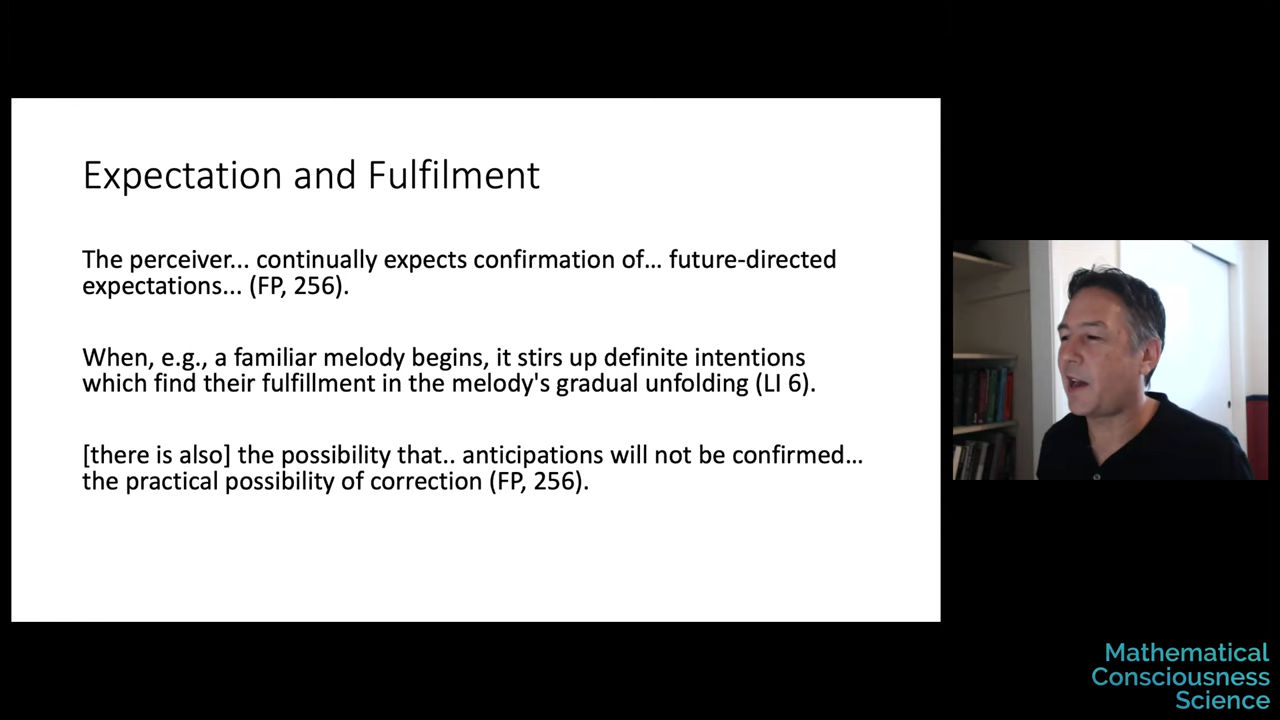 Expectation and Fulfilment
The perceiver... continually expects confirmation of... future-directed
expectations... (FP, 256).
When, e.g., a familiar melody begins, it stirs up definite intentions
which find their fulfillment in the melody's gradual unfolding (LI 6).
[there is also] the possibility that.. anticipations will not be confirmed...
the practical possibility of correction (FP, 256).
Mathematical
Consciousness
Science